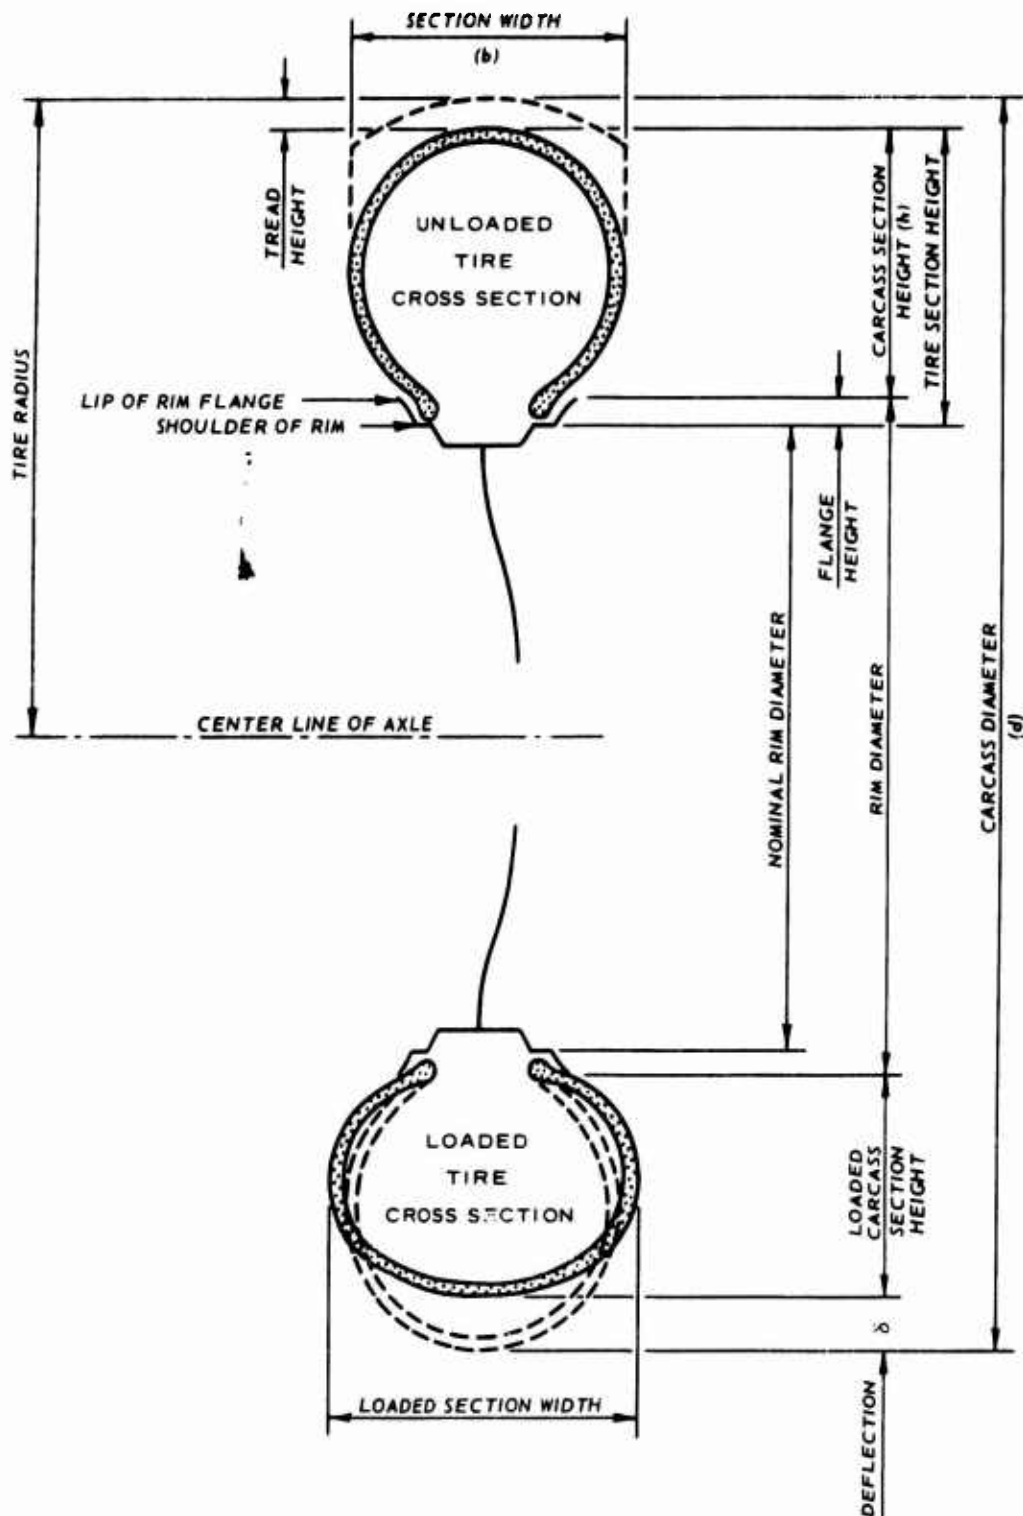 SECTION WIDTH
(b)
TREAD
HEIGHT
UNLOADED
TIRE
CROSS SECTION
CARCASS SECTION
HEIGHT (h)
TIRE SECTION HEIGHT
TIRE RADIUS
LIP OF RIM FLANGE
SHOULDER OF RIM
FLANGE
HEIGHT
NOMINAL RIM DIAMETER
RIM DIAMETER
CARCASS DIAMETER
(d)
CENTER LINE OF AXLE
LOADED
TIRE
CROSS SECTION
LOADED
CARCASS
SECTION
HEIGHT
LOADED SECTION WIDTH
DEFLECTION